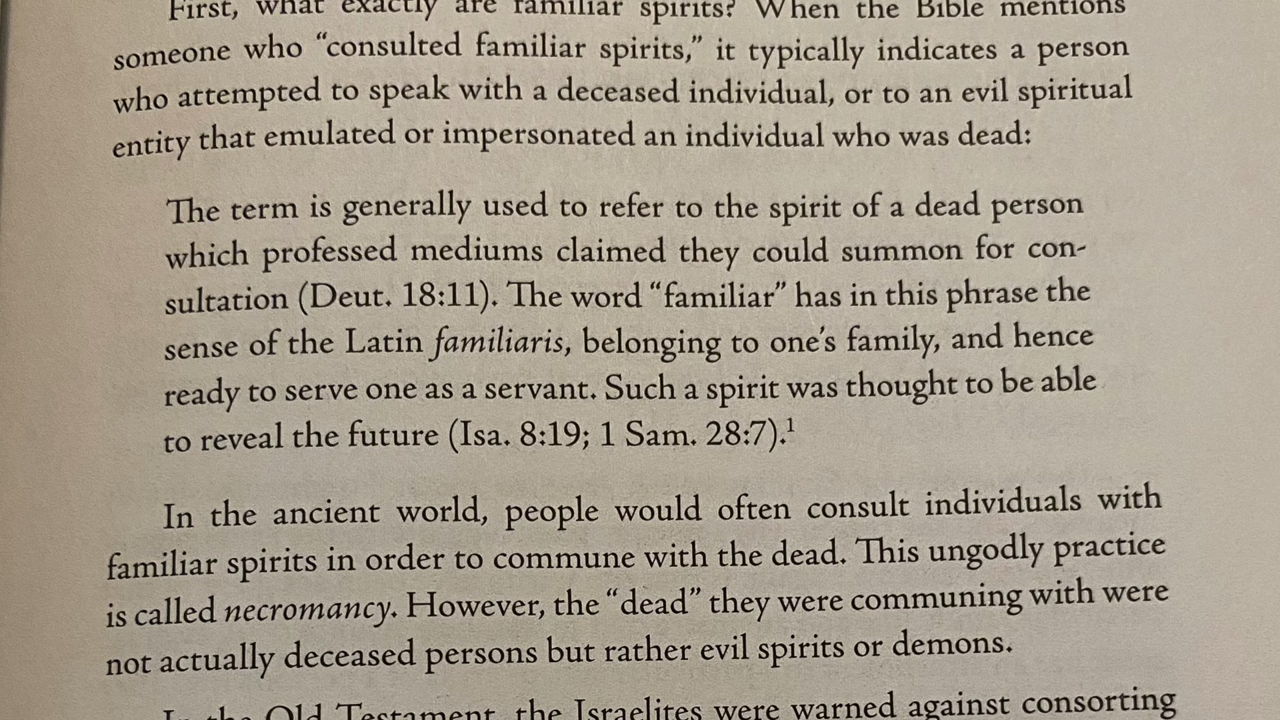 First, what exactly are familiar spirits? When the Bible mentions
someone who “consulted familiar spirits,” it typically indicates a person
who attempted to speak with a deceased individual, or to an evil spiritual
entity that emulated or impersonated an individual who was dead:
The term is generally used to refer to the spirit of a dead person
which professed mediums claimed they could summon for con-
sultation (Deut. 18:11). The word “familiar” has in this phrase the
sense of the Latin familiaris, belonging to one’s family, and hence
ready to serve one as a servant. Such a spirit was thought to be able
to reveal the future (Isa. 8:19; 1 Sam. 28:7).¹
In the ancient world, people would often consult individuals with
familiar spirits in order to commune with the dead. This ungodly practice
is called necromancy. However, the “dead” they were communing with were
not actually deceased persons but rather evil spirits or demons.
In the Old Testament, the Israelites were warned against consorting